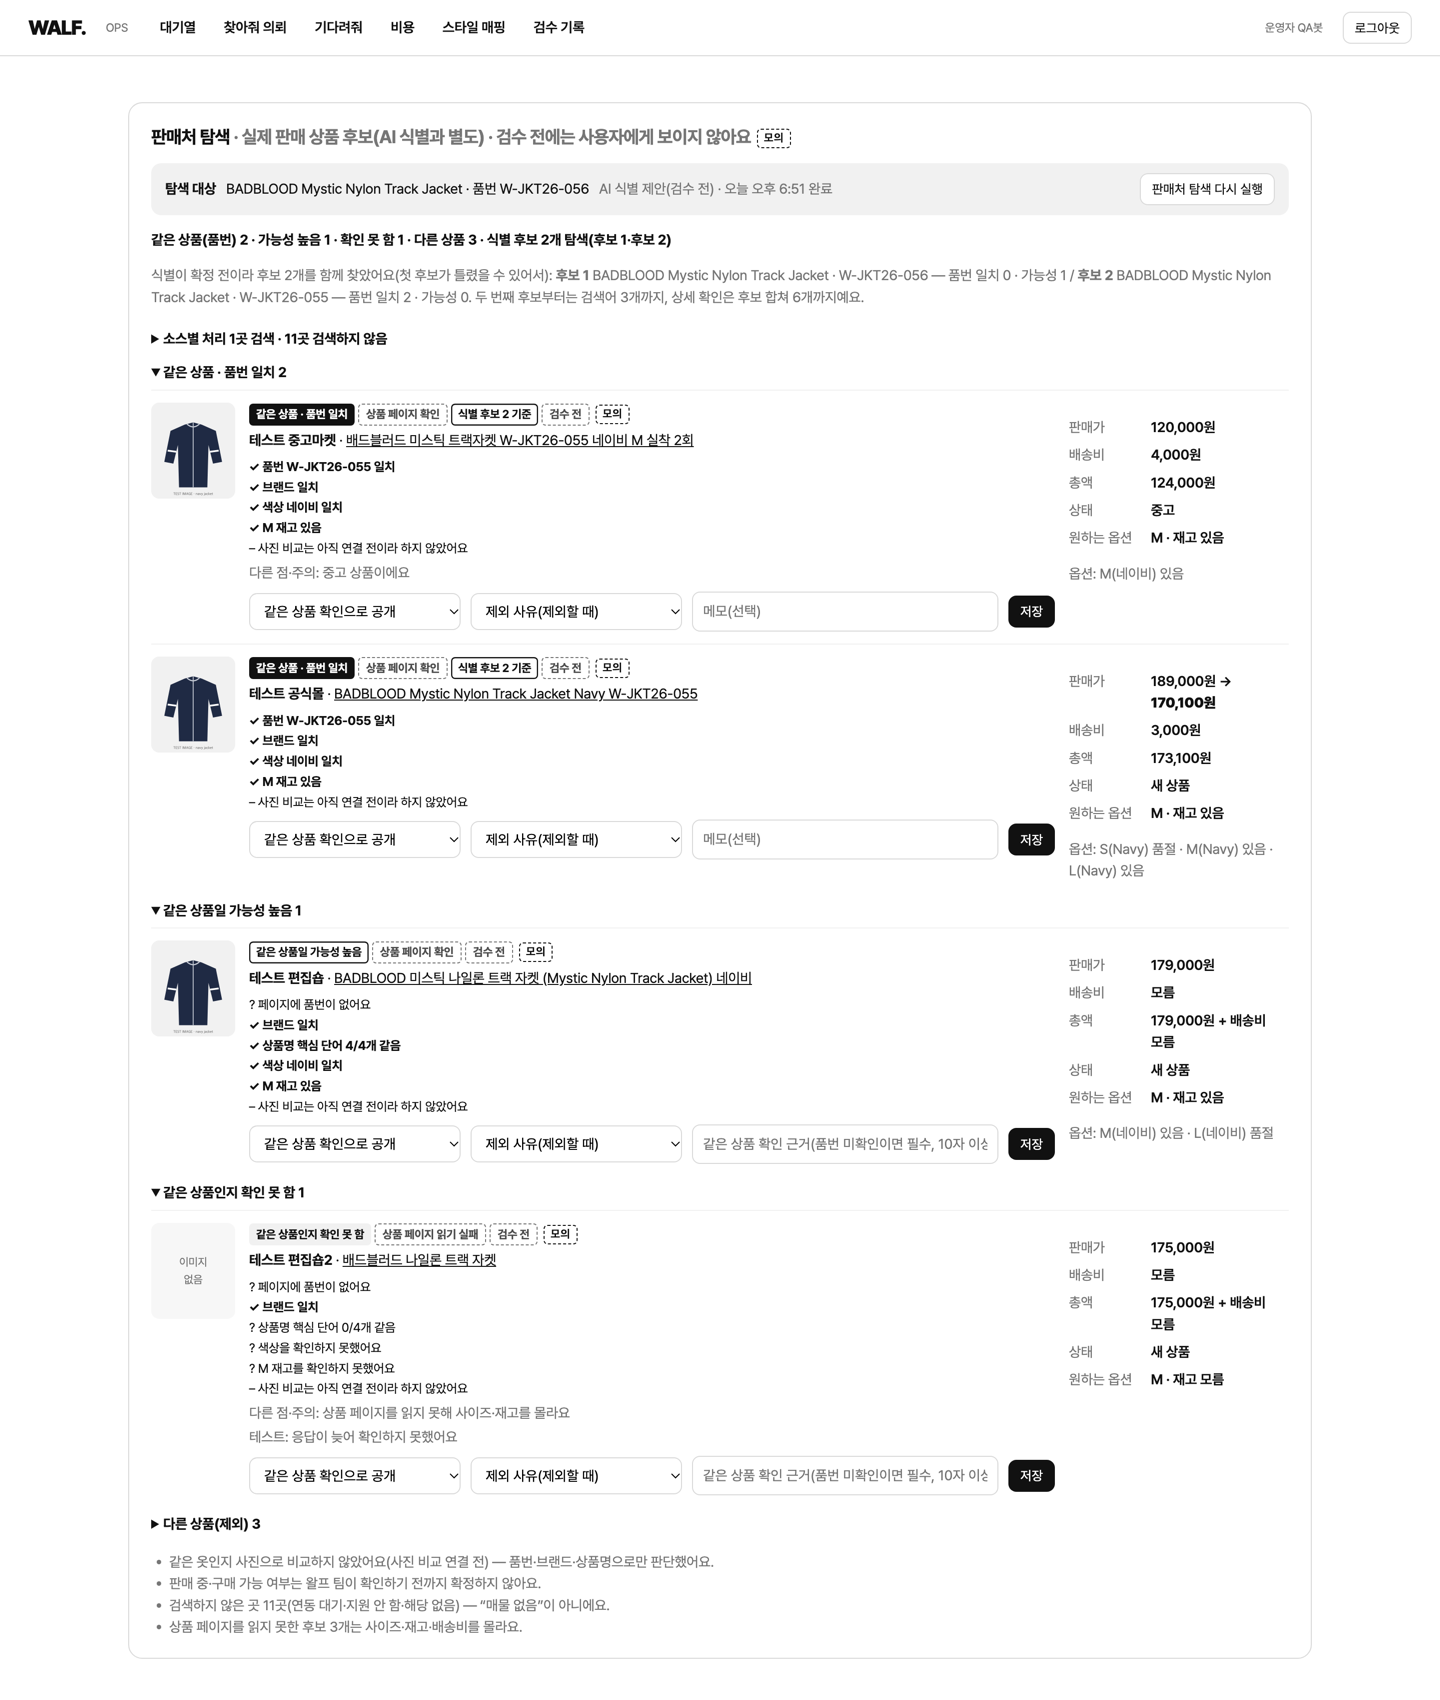 WALF. OPS 대기열 찾아줘 의뢰 기다려줘 비용 스타일 매핑 검수 기록 운영자 QA봇 로그아웃
판매처 탐색 · 실제 판매 상품 후보(AI 식별과 별도) · 검수 전에는 사용자에게 보이지 않아요 모의
탐색 대상 BADBLOOD Mystic Nylon Track Jacket · 품번 W-JKT26-056 AI 식별 제안(검수 전) · 오늘 오후 6:51 완료 판매처 탐색 다시 실행
같은 상품(품번) 2 · 가능성 높음 1 · 확인 못 함 1 · 다른 상품 3 · 식별 후보 2개 탐색(후보 1·후보 2)
식별이 확정 전이라 후보 2개를 함께 찾았어요(첫 후보가 틀렸을 수 있어서): 후보 1 BADBLOOD Mystic Nylon Track Jacket · W-JKT26-056 — 품번 일치 0 · 가능성 1 / 후보 2 BADBLOOD Mystic Nylon
Track Jacket · W-JKT26-055 — 품번 일치 2 · 가능성 0. 두 번째 후보부터는 검색어 3개까지, 상세 확인은 후보 합쳐 6개까지예요.
▶ 소스별 처리 1곳 검색 · 11곳 검색하지 않음
▼ 같은 상품 · 품번 일치 2
TEST IMAGE · navy jacket
같은 상품 · 품번 일치 상품 페이지 확인 식별 후보 2 기준 검수 전 모의
테스트 중고마켓 · 배드블러드 미스틱 트랙자켓 W-JKT26-055 네이비 M 실착 2회
✓ 품번 W-JKT26-055 일치
✓ 브랜드 일치
✓ 색상 네이비 일치
✓ M 재고 있음
– 사진 비교는 아직 연결 전이라 하지 않았어요
다른 점·주의: 중고 상품이에요
같은 상품 확인으로 공개 제외 사유(제외할 때) 메모(선택) 저장
판매가 120,000원
배송비 4,000원
총액 124,000원
상태 중고
원하는 옵션 M · 재고 있음
옵션: M(네이비) 있음
TEST IMAGE · navy jacket
같은 상품 · 품번 일치 상품 페이지 확인 식별 후보 2 기준 검수 전 모의
테스트 공식몰 · BADBLOOD Mystic Nylon Track Jacket Navy W-JKT26-055
✓ 품번 W-JKT26-055 일치
✓ 브랜드 일치
✓ 색상 네이비 일치
✓ M 재고 있음
– 사진 비교는 아직 연결 전이라 하지 않았어요
같은 상품 확인으로 공개 제외 사유(제외할 때) 메모(선택) 저장
판매가 189,000원 →
170,100원
배송비 3,000원
총액 173,100원
상태 새 상품
원하는 옵션 M · 재고 있음
옵션: S(Navy) 품절 · M(Navy) 있음 ·
L(Navy) 있음
▼ 같은 상품일 가능성 높음 1
TEST IMAGE · navy jacket
같은 상품일 가능성 높음 상품 페이지 확인 검수 전 모의
테스트 편집숍 · BADBLOOD 미스틱 나일론 트랙 자켓 (Mystic Nylon Track Jacket) 네이비
? 페이지에 품번이 없어요
✓ 브랜드 일치
✓ 상품명 핵심 단어 4/4개 같음
✓ 색상 네이비 일치
✓ M 재고 있음
– 사진 비교는 아직 연결 전이라 하지 않았어요
같은 상품 확인으로 공개 제외 사유(제외할 때) 같은 상품 확인 근거(품번 미확인이면 필수, 10자 이상 저장
판매가 179,000원
배송비 모름
총액 179,000원 + 배송비
모름
상태 새 상품
원하는 옵션 M · 재고 있음
옵션: M(네이비) 있음 · L(네이비) 품절
▼ 같은 상품인지 확인 못 함 1
이미지
없음
같은 상품인지 확인 못 함 상품 페이지 읽기 실패 검수 전 모의
테스트 편집숍2 · 배드블러드 나일론 트랙 자켓
? 페이지에 품번이 없어요
✓ 브랜드 일치
? 상품명 핵심 단어 0/4개 같음
? 색상을 확인하지 못했어요
? M 재고를 확인하지 못했어요
– 사진 비교는 아직 연결 전이라 하지 않았어요
다른 점·주의: 상품 페이지를 읽지 못해 사이즈·재고를 몰라요
테스트: 응답이 늦어 확인하지 못했어요
같은 상품 확인으로 공개 제외 사유(제외할 때) 같은 상품 확인 근거(품번 미확인이면 필수, 10자 이상 저장
판매가 175,000원
배송비 모름
총액 175,000원 + 배송비
모름
상태 새 상품
원하는 옵션 M · 재고 모름
▶ 다른 상품(제외) 3
• 같은 옷인지 사진으로 비교하지 않았어요(사진 비교 연결 전) — 품번·브랜드·상품명으로만 판단했어요.
• 판매 중·구매 가능 여부는 왈프 팀이 확인하기 전까지 확정하지 않아요.
• 검색하지 않은 곳 11곳(연동 대기·지원 안 함·해당 없음) — “매물 없음”이 아니에요.
• 상품 페이지를 읽지 못한 후보 3개는 사이즈·재고·배송비를 몰라요.